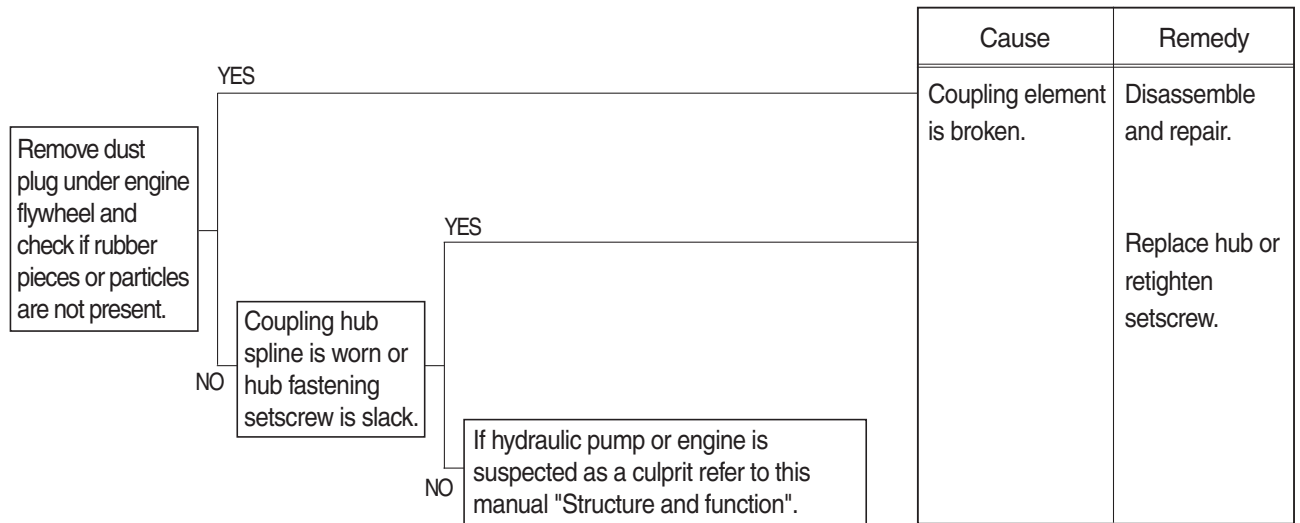 Cause
Remedy
YES
Coupling element
is broken.
Disassemble
and repair.
Remove dust
plug under engine
flywheel and
check if rubber
pieces or particles
are not present.
YES
Replace hub or
retighten
setscrew.
NO
Coupling hub
spline is worn or
hub fastening
setscrew is slack.
NO
If hydraulic pump or engine is
suspected as a culprit refer to this
manual "Structure and function".